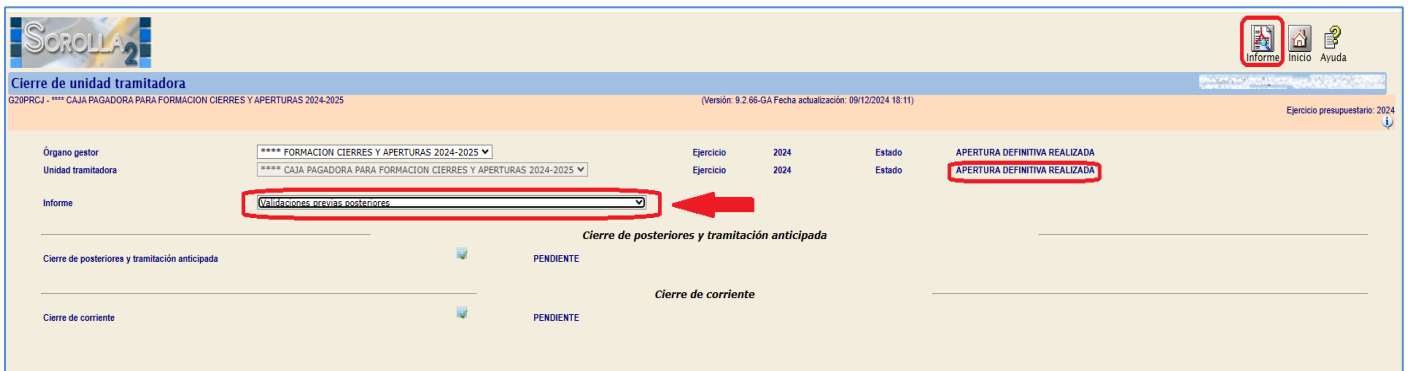 SOROLLA2
Informe Inicio Ayuda
Cierre de unidad tramitadora
G20PRCJ - **** CAJA PAGADORA PARA FORMACION CIERRES Y APERTURAS 2024-2025 (Versión: 9.2.66-GA Fecha actualización: 09/12/2024 18:11)
Ejercicio presupuestario: 2024
Órgano gestor **** FORMACION CIERRES Y APERTURAS 2024-2025 Ejercicio 2024 Estado APERTURA DEFINITIVA REALIZADA
Unidad tramitadora **** CAJA PAGADORA PARA FORMACION CIERRES Y APERTURAS 2024-2025 Ejercicio 2024 Estado APERTURA DEFINITIVA REALIZADA
Informe Validaciones previas posteriores
Cierre de posteriores y tramitación anticipada
Cierre de posteriores y tramitación anticipada PENDIENTE
Cierre de corriente
Cierre de corriente PENDIENTE